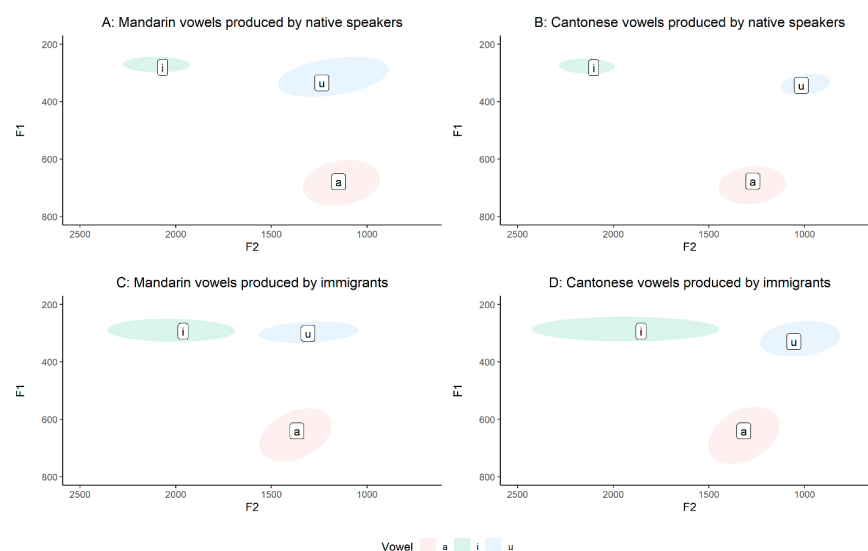 A: Mandarin vowels produced by native speakers
200
400
600
800
F1
i
u
a
2500 2000 1500 1000
F2
B: Cantonese vowels produced by native speakers
200
400
600
800
F1
i
u
a
2500 2000 1500 1000
F2
C: Mandarin vowels produced by immigrants
200
400
600
800
F1
i
u
a
2500 2000 1500 1000
F2
D: Cantonese vowels produced by immigrants
200
400
600
800
F1
i
u
a
2500 2000 1500 1000
F2
Vowel a i u